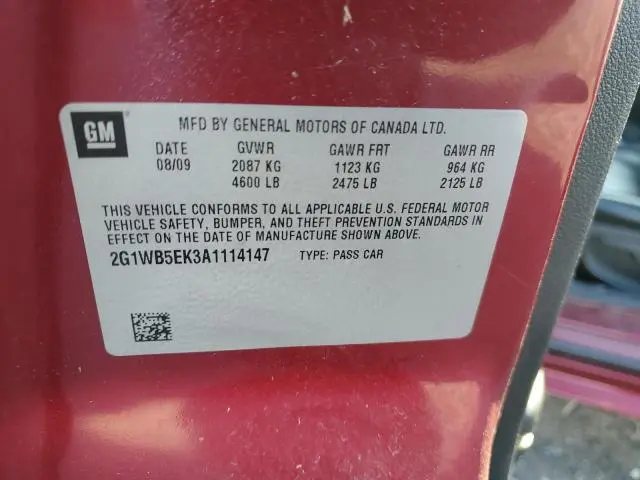 GM
MFD BY GENERAL MOTORS OF CANADA LTD.
DATE GVWR GAWR FRT GAWR RR
08/09 2087 KG 1123 KG 964 KG
4600 LB 2475 LB 2125 LB
THIS VEHICLE CONFORMS TO ALL APPLICABLE U.S. FEDERAL MOTOR
VEHICLE SAFETY, BUMPER, AND THEFT PREVENTION STANDARDS IN
EFFECT ON THE DATE OF MANUFACTURE SHOWN ABOVE.
2G1WB5EK3A1114147 TYPE: PASS CAR